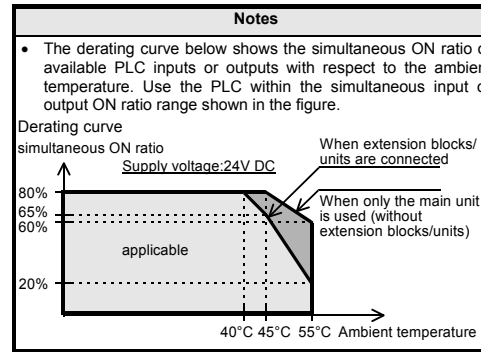 Notes
• The derating curve below shows the simultaneous ON ratio
available PLC inputs or outputs with respect to the
temperature. Use the PLC within the simultaneous input
output ON ratio range shown in the figure.
Derating curve
simultaneous ON ratio
Supply voltage:24V DC
When extension blocks/
units are connected
When only the main unit
is used (without
extension blocks/units)
80%
65%
60%
applicable
20%
40°C 45°C 55°C Ambient temperature